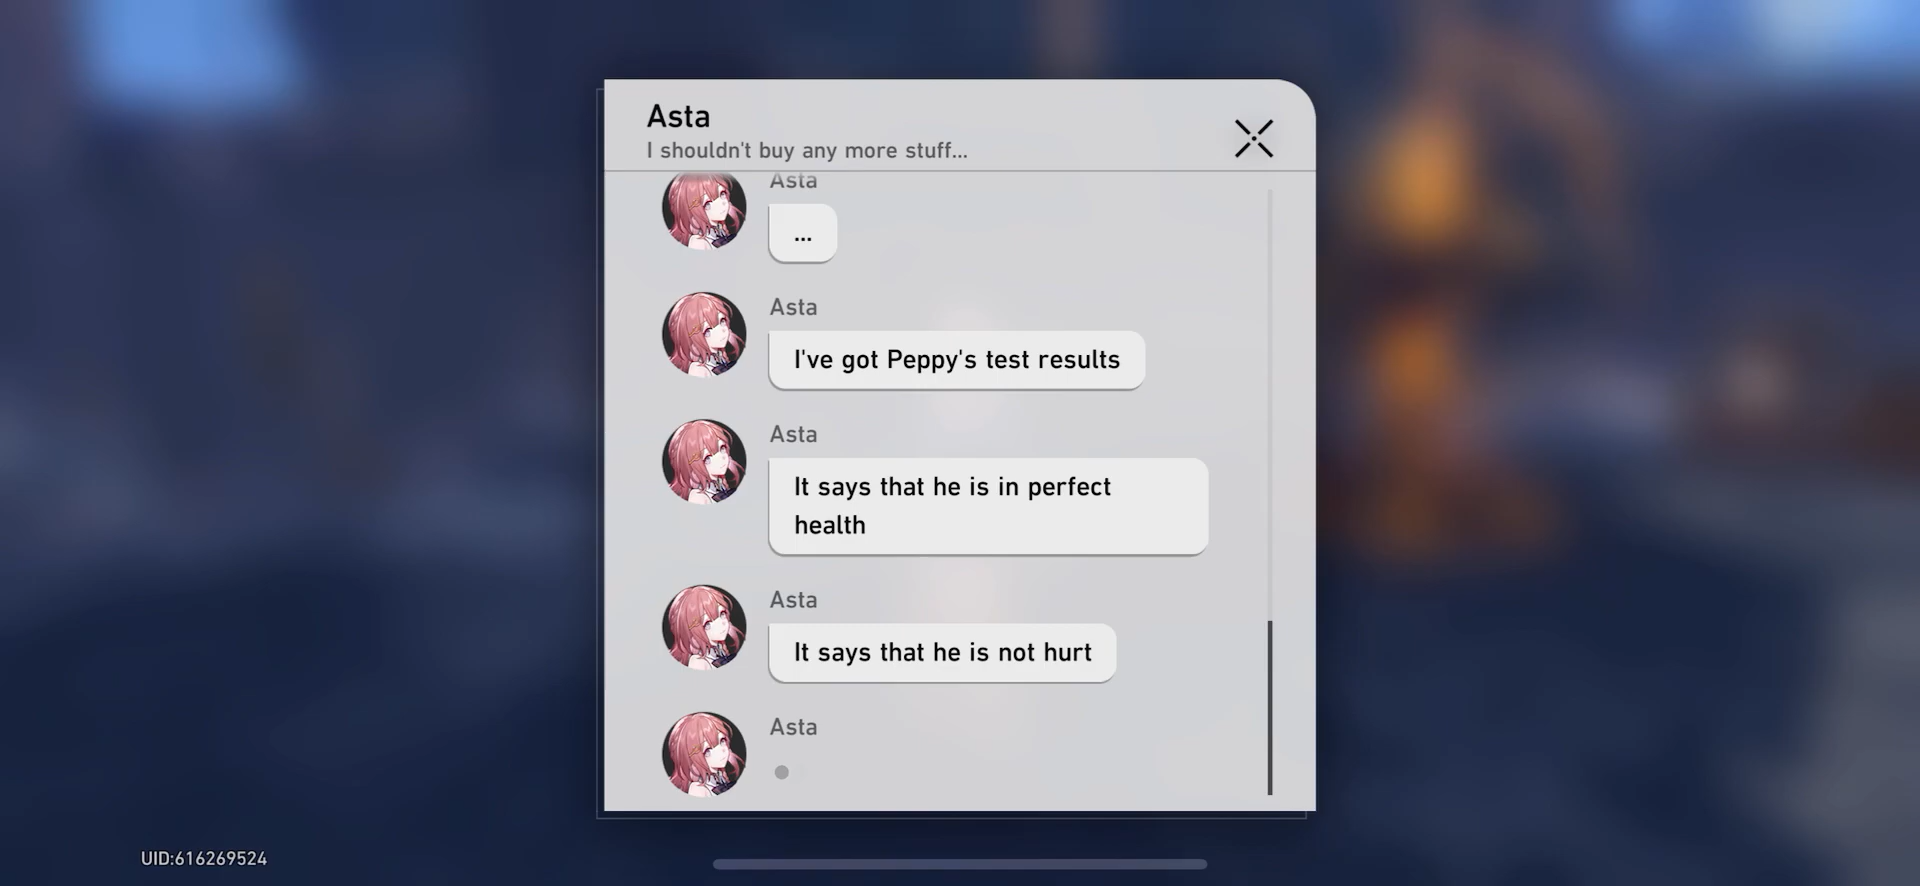 Asta
I shouldn't buy any more stuff...
Asta
...
Asta
I've got Peppy's test results
Asta
It says that he is in perfect
health
Asta
It says that he is not hurt
Asta
UID:616269524